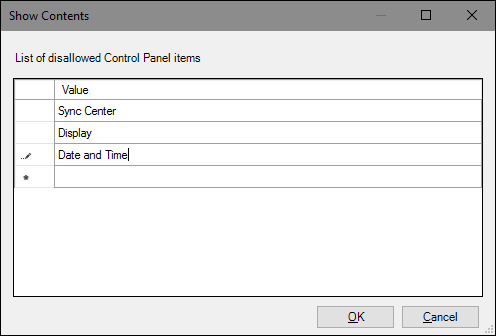 Show Contents
List of disallowed Control Panel items
Value
Sync Center
Display
Date and Time
OK
Cancel